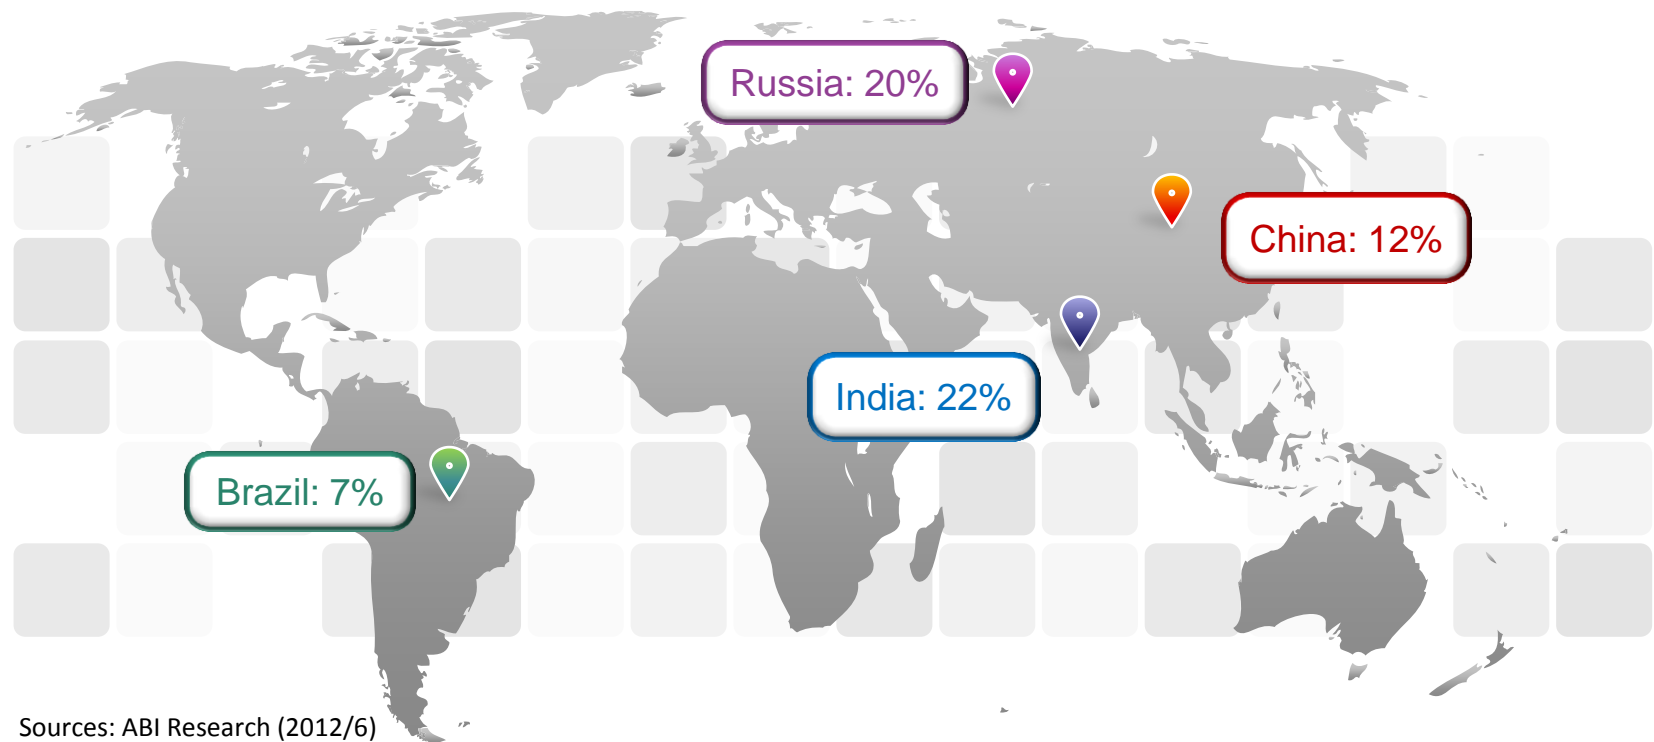 Russia: 20%
China: 12%
India: 22%
Brazil: 7%
Sources: ABI Research (2012/6)